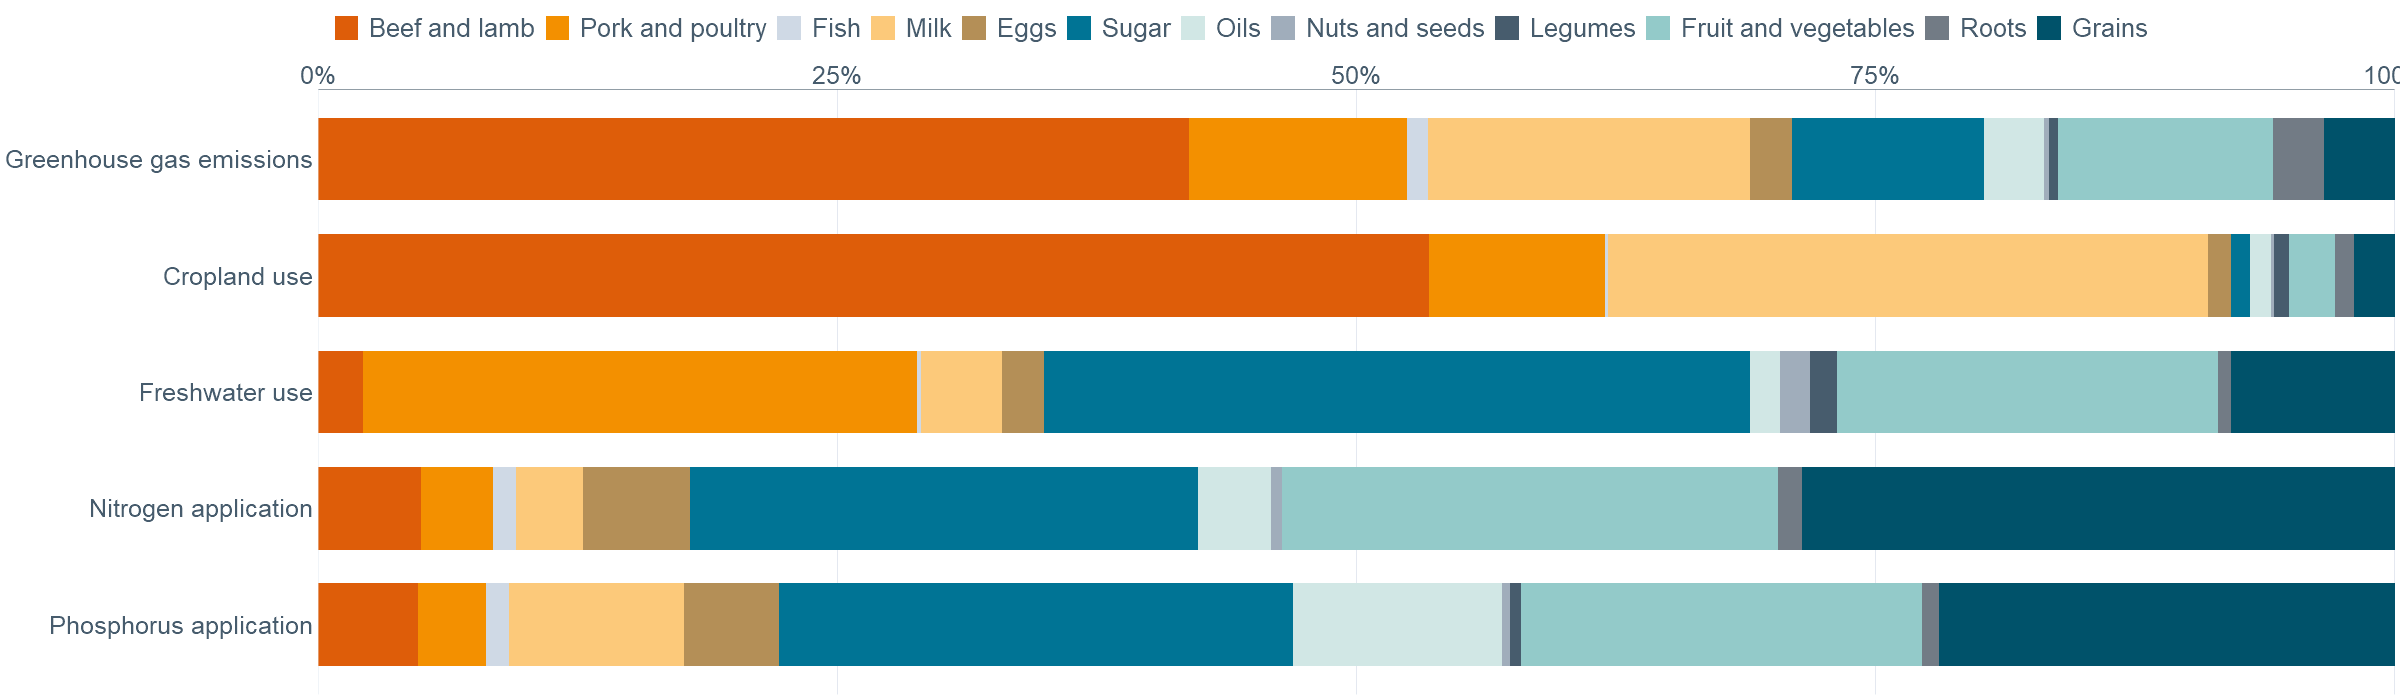 Beef and lamb Pork and poultry Fish Milk Eggs Sugar Oils Nuts and seeds Legumes Fruit and vegetables Roots Grains
0% 25% 50% 75% 100
Greenhouse gas emissions
Cropland use
Freshwater use
Nitrogen application
Phosphorus application